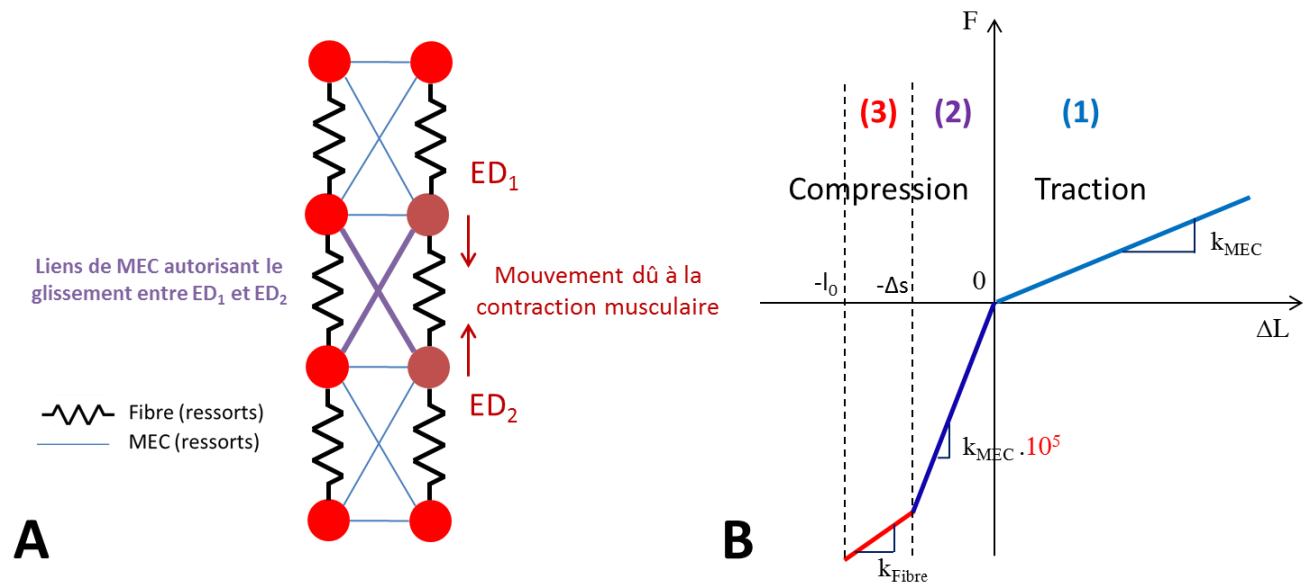 ED1
Liens de MEC autorisant le
glissement entre ED1 et ED2
Mouvement dû à la
contraction musculaire
ED2
Fibre (ressorts)
MEC (ressorts)
A
F
(3)
(2)
(1)
Compression
Traction
kMEC
-l0
-Δs
0
ΔL
kMEC .10⁵
kFibre
B